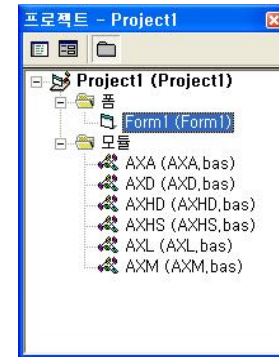 프로젝트 - Project1
Project1 (Project1)
폼
Form1 (Form1)
모듈
AXA (AXA.bas)
AXD (AXD.bas)
AXHD (AXHD.bas)
AXHS (AXHS.bas)
AXL (AXL.bas)
AXM (AXM.bas)